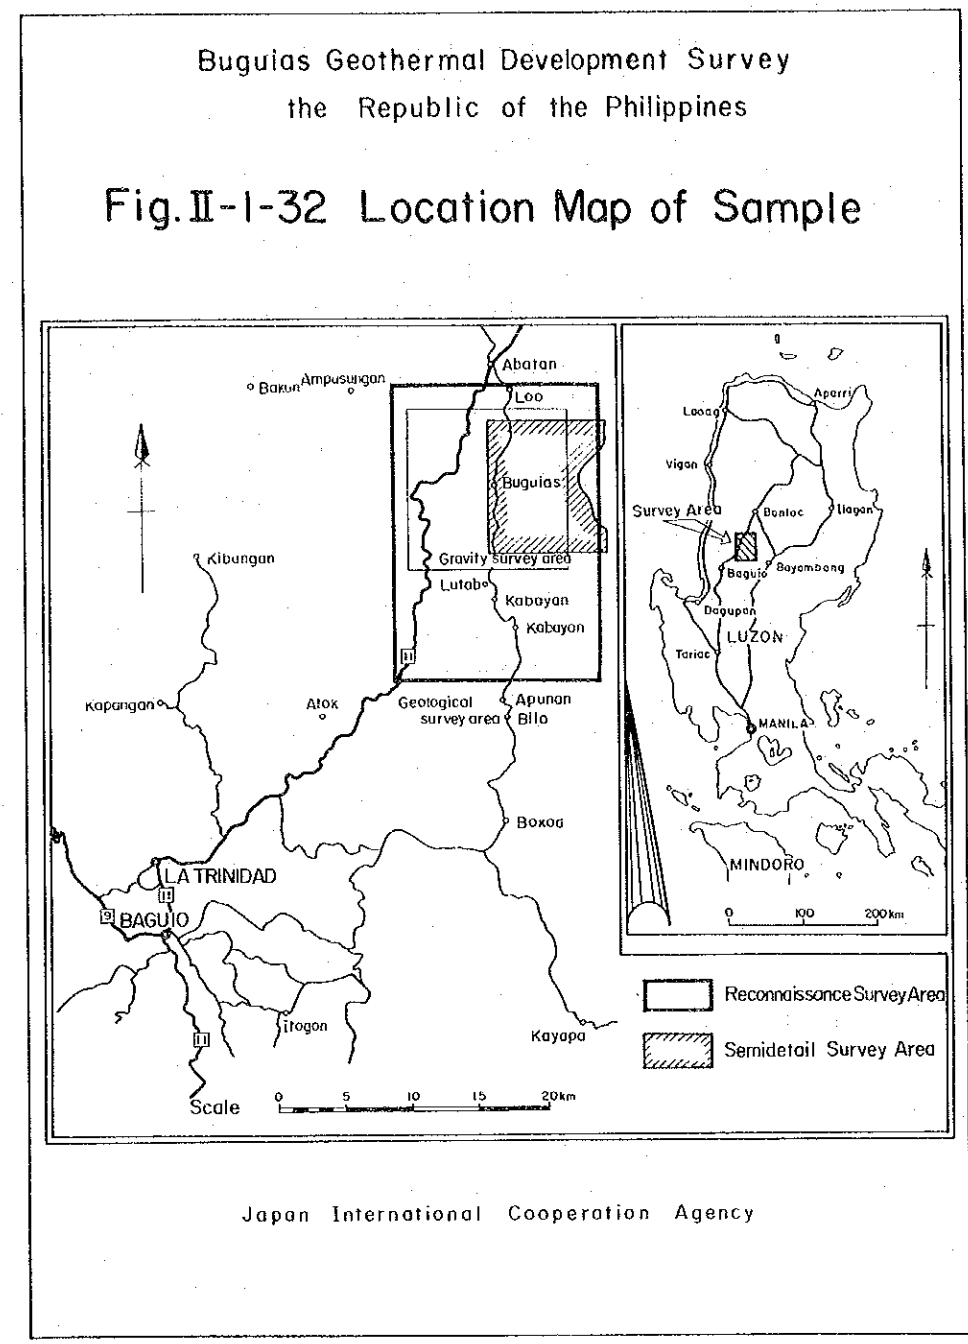 Buguias Geothermal Development Survey
the Republic of the Philippines
Fig. II-1-32 Location Map of Sample
Abatan
Bakun
Ampusungan
Loo
Buguias
Gravity survey area
Kibungan
Lutab
Kabayan
Kabayan
11
Kapangan
Atok
Geological
survey area
Apunan
Bilo
Bokod
LA TRINIDAD
11
9
BAGUIO
Itogon
11
Kayapa
Scale
0 5 10 15 20km
Aparri
Laoag
Vigan
Survey Area
Bontoc
Ilagan
Baguio
Bayombong
Dagupan
LUZON
Tarlac
MANILA
MINDORO
0 100 200km
Reconnaissance Survey Area
Semidetail Survey Area
Japan International Cooperation Agency